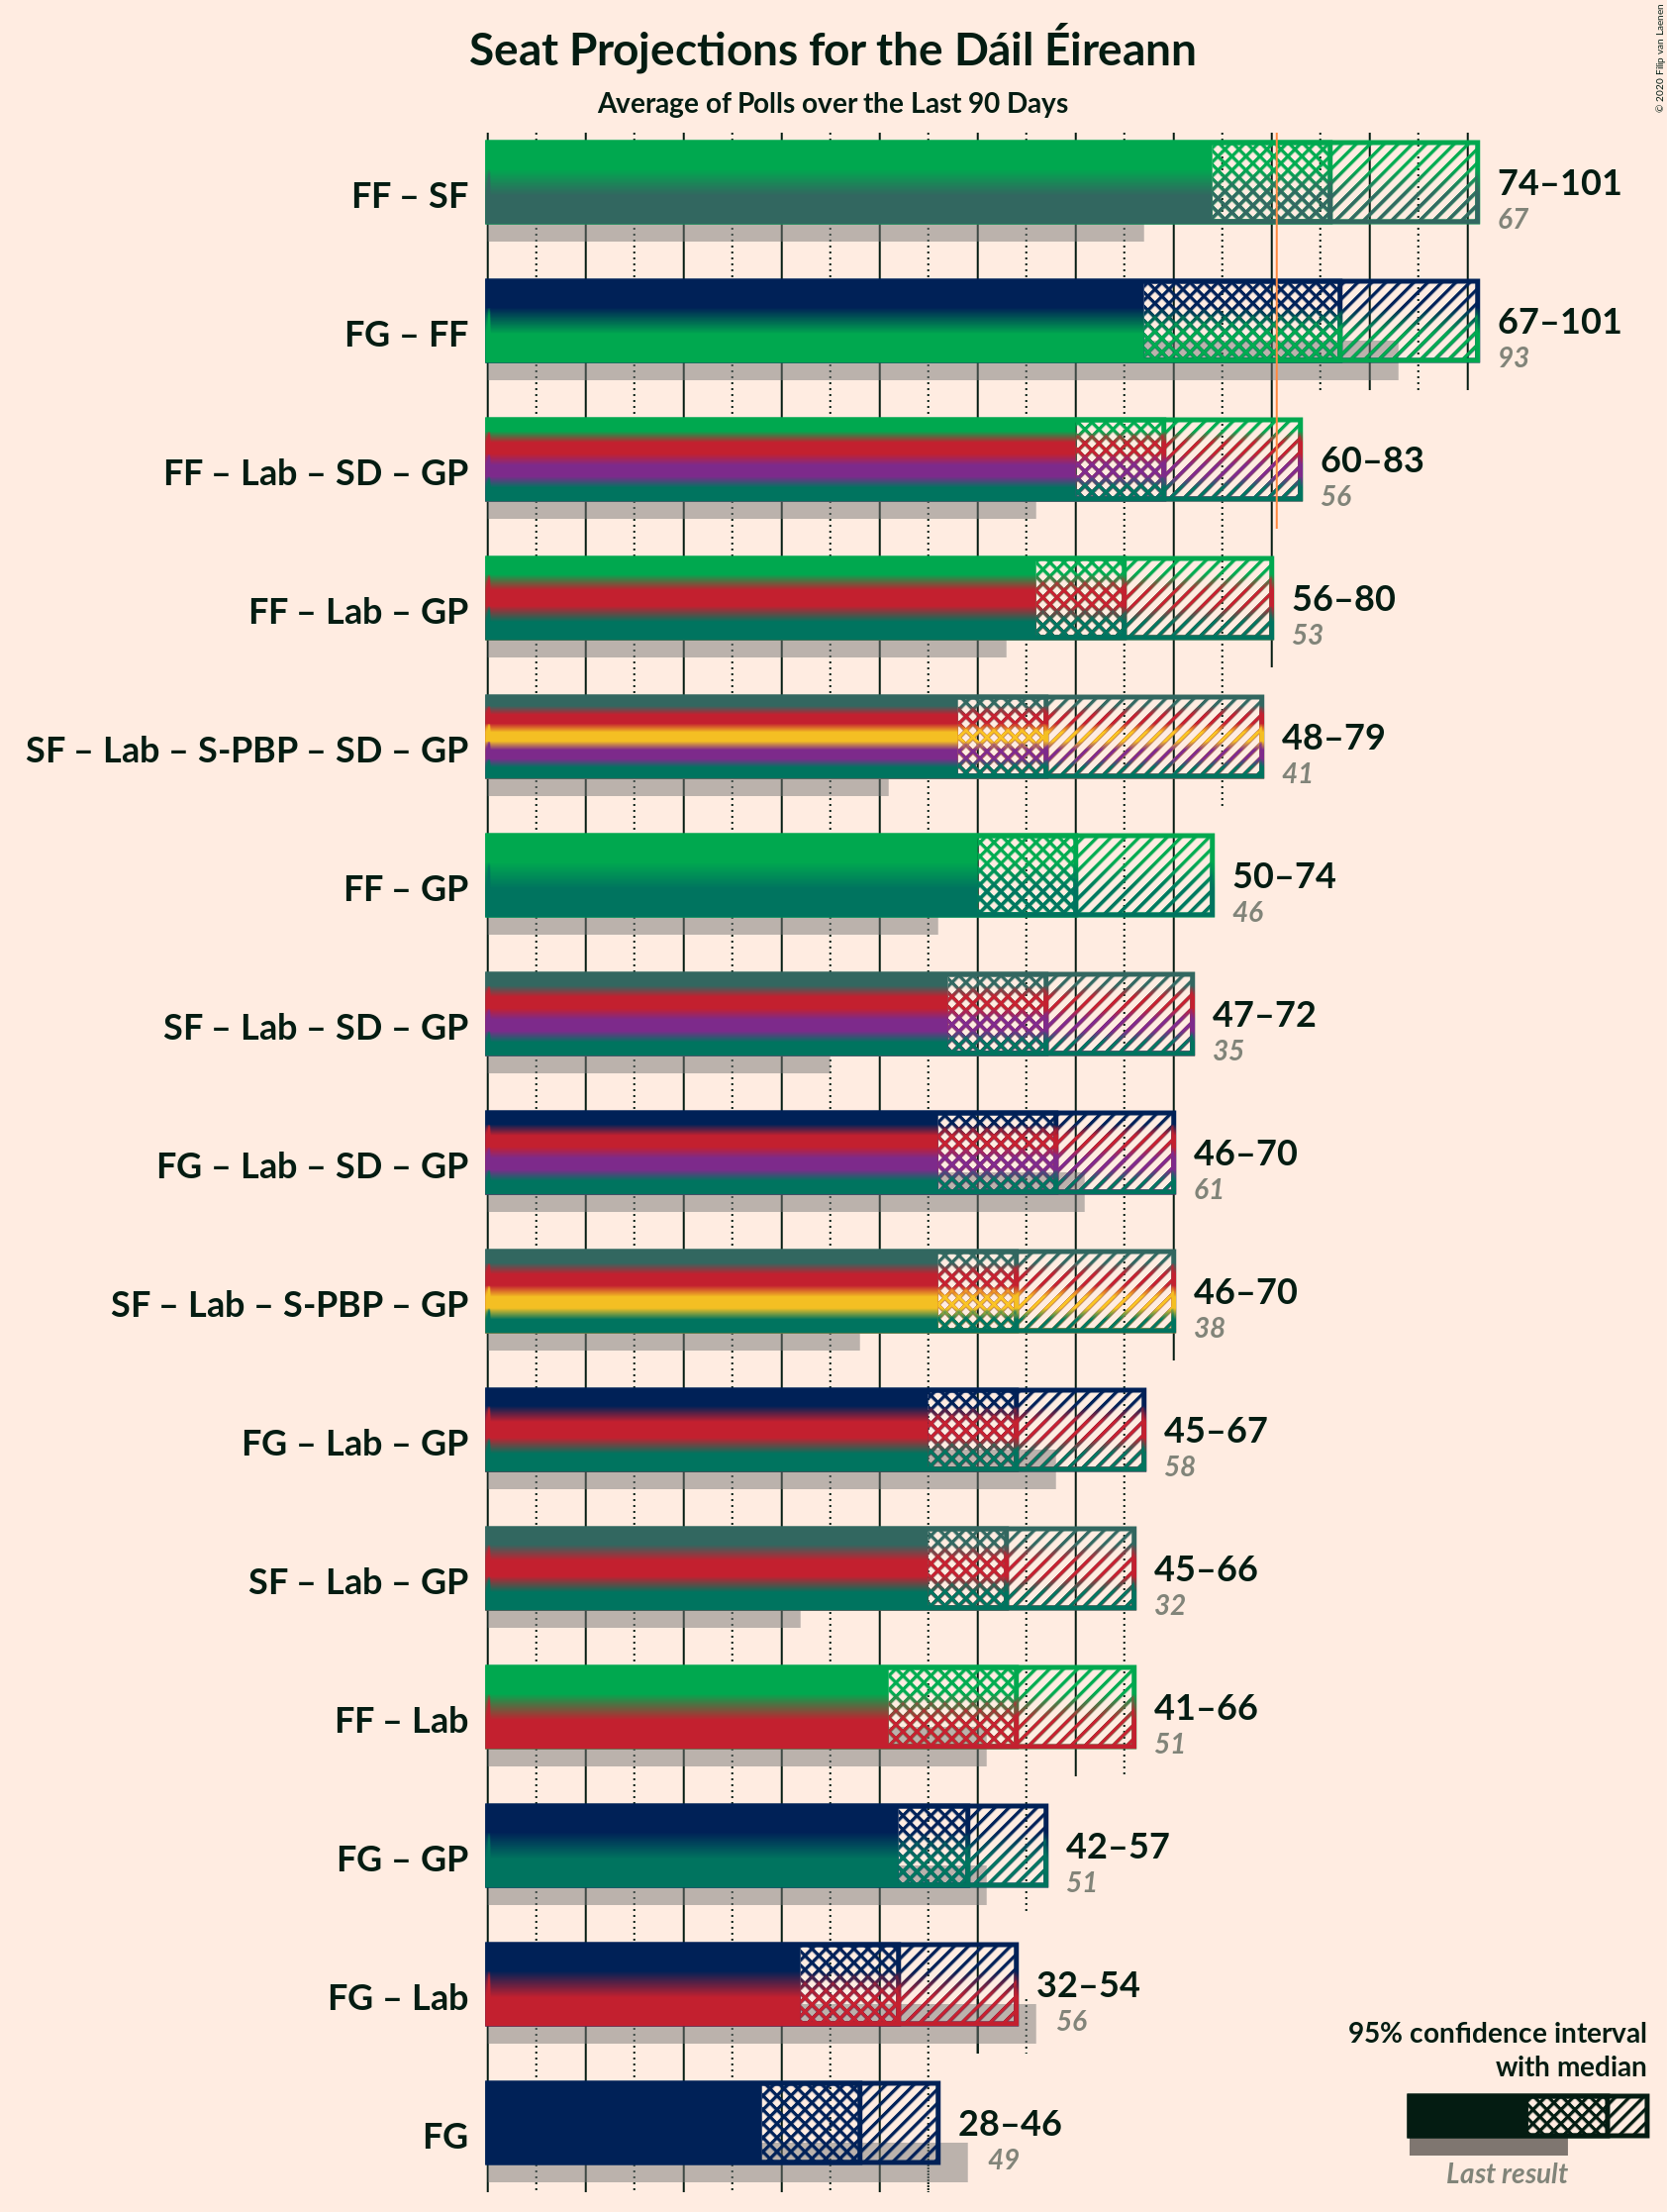 Seat Projections for the Dáil Éireann
Average of Polls over the Last 90 Days
© 2020 Filip van Laenen
FF – SF
74–101
67
FG – FF
67–101
93
FF – Lab – SD – GP
60–83
56
FF – Lab – GP
56–80
53
SF – Lab – S-PBP – SD – GP
48–79
41
FF – GP
50–74
46
SF – Lab – SD – GP
47–72
35
FG – Lab – SD – GP
46–70
61
SF – Lab – S-PBP – GP
46–70
38
FG – Lab – GP
45–67
58
SF – Lab – GP
45–66
32
FF – Lab
41–66
51
FG – GP
42–57
51
FG – Lab
32–54
56
FG
28–46
49
95% confidence interval
with median
Last result